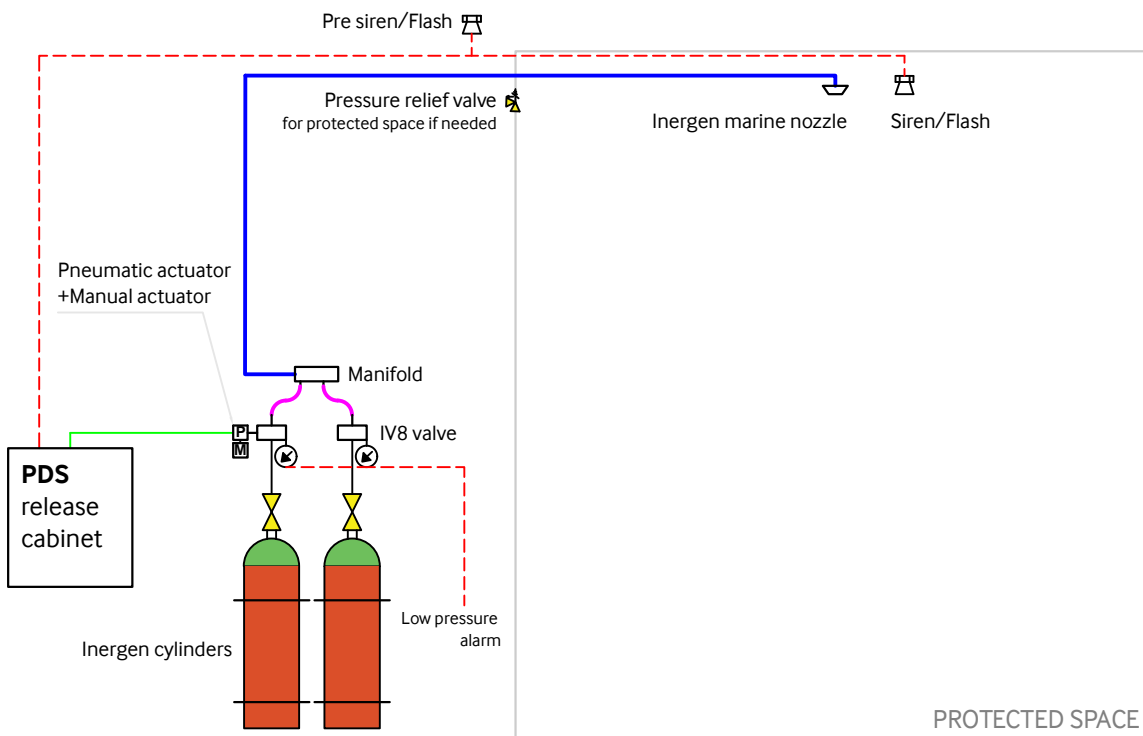 Pre siren/Flash
Pressure relief valve
for protected space if needed
Inergen marine nozzle
Siren/Flash
Pneumatic actuator
+Manual actuator
Manifold
P
M
IV8 valve
PDS
release
cabinet
Low pressure
alarm
Inergen cylinders
PROTECTED SPACE